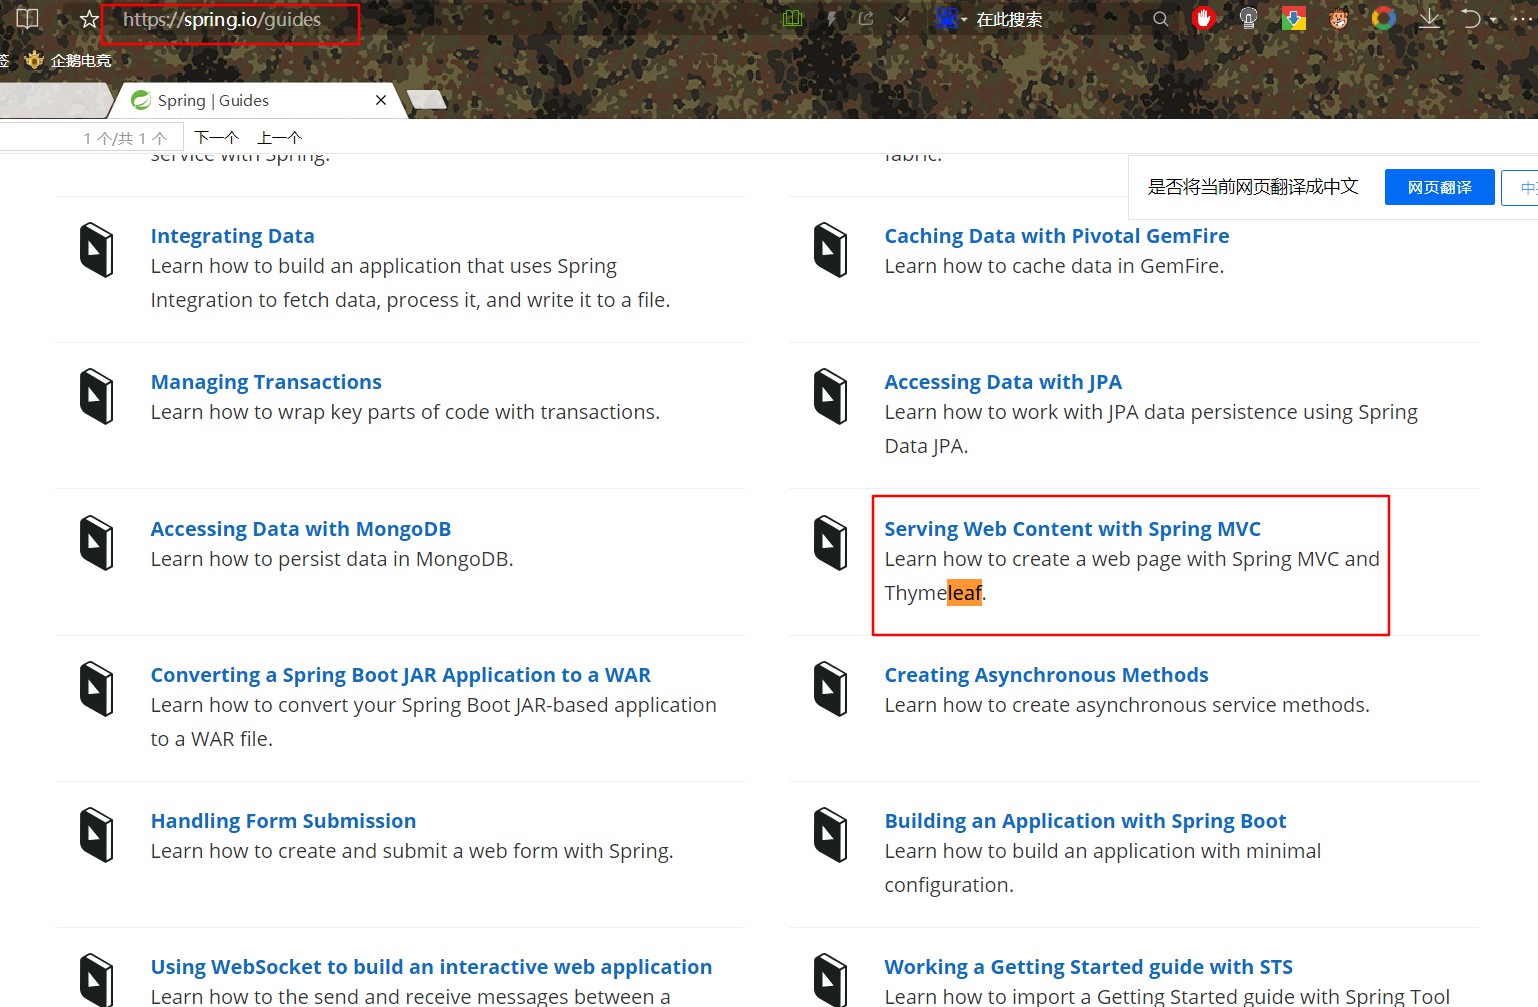 https://spring.io/guides
在此搜索
签
企鹅电竞
Spring | Guides
1 个/共 1 个
下一个
上一个
service with Spring.
fabric.
是否将当前网页翻译成中文
网页翻译
中
Integrating Data
Learn how to build an application that uses Spring
Integration to fetch data, process it, and write it to a file.
Caching Data with Pivotal GemFire
Learn how to cache data in GemFire.
Managing Transactions
Learn how to wrap key parts of code with transactions.
Accessing Data with JPA
Learn how to work with JPA data persistence using Spring
Data JPA.
Accessing Data with MongoDB
Learn how to persist data in MongoDB.
Serving Web Content with Spring MVC
Learn how to create a web page with Spring MVC and
Thymeleaf.
Converting a Spring Boot JAR Application to a WAR
Learn how to convert your Spring Boot JAR-based application
to a WAR file.
Creating Asynchronous Methods
Learn how to create asynchronous service methods.
Handling Form Submission
Learn how to create and submit a web form with Spring.
Building an Application with Spring Boot
Learn how to build an application with minimal
configuration.
Using WebSocket to build an interactive web application
Learn how to the send and receive messages between a
Working a Getting Started guide with STS
Learn how to import a Getting Started guide with Spring Tool